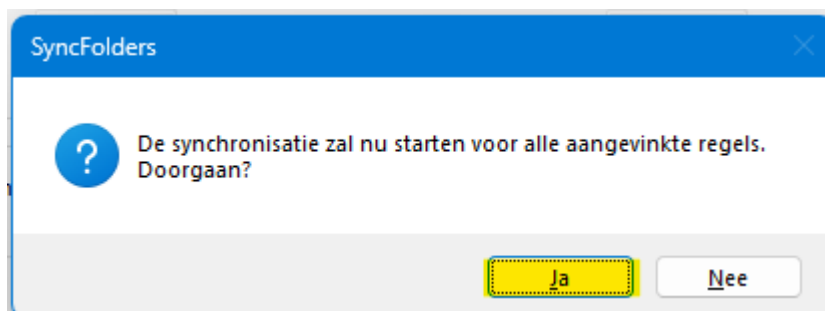 SyncFolders
?
De synchronisatie zal nu starten voor alle aangevinkte regels.
Doorgaan?
Ja
Nee